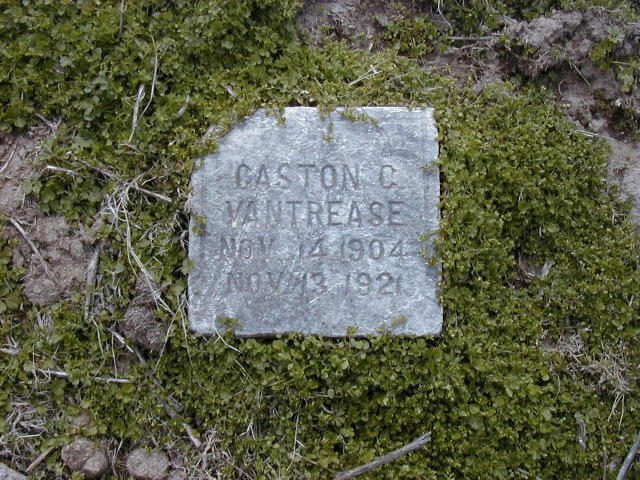 GASTON C
VANTREASE
NOV. 14 1904
NOV. 13 1921